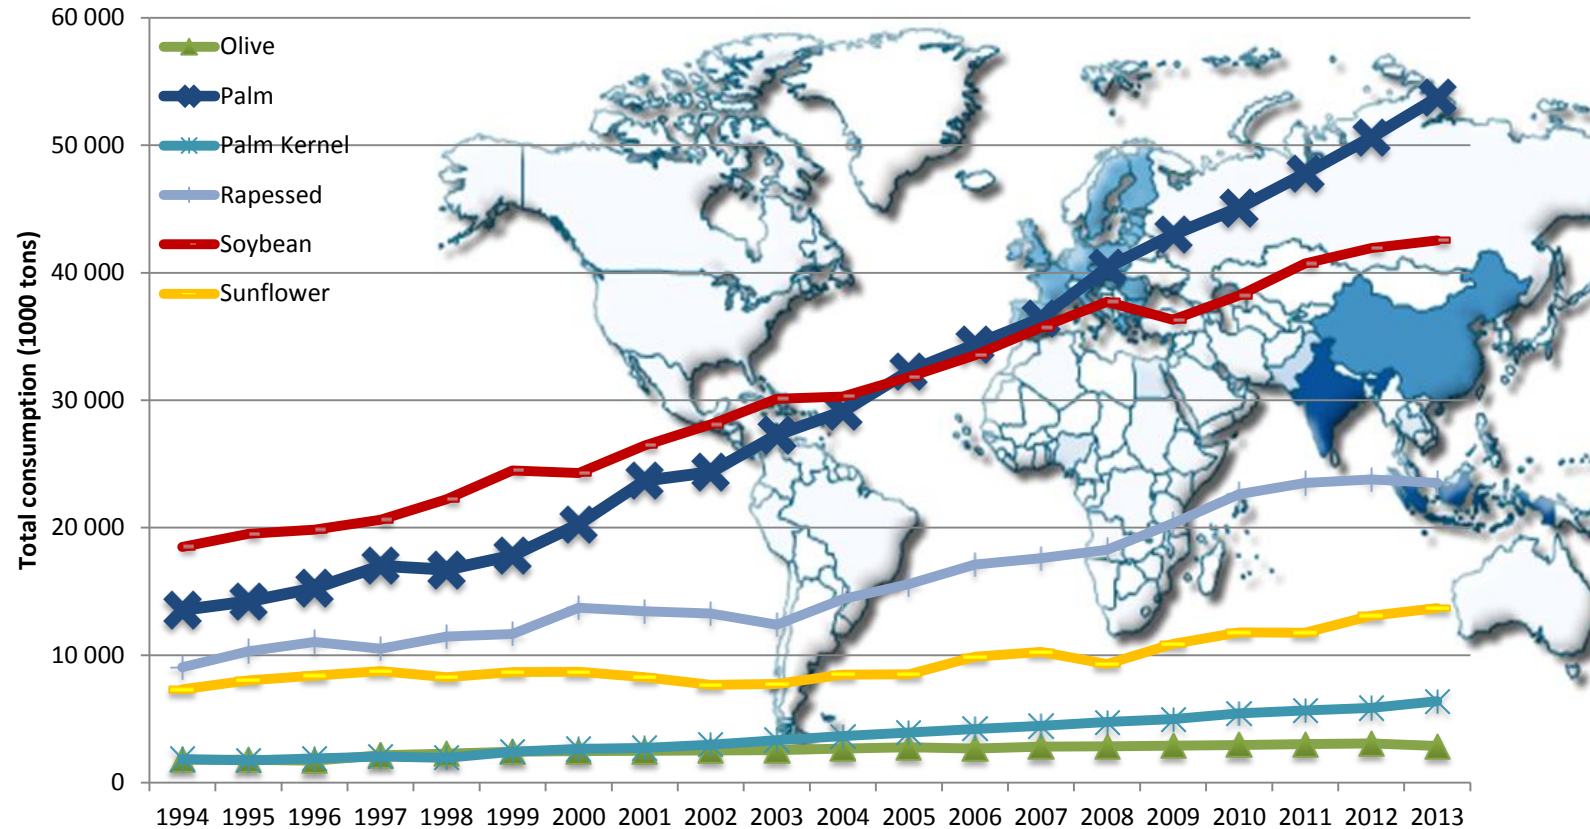 60 000
50 000
40 000
30 000
20 000
10 000
0
Total consumption (1000 tons)
Olive
Palm
Palm Kernel
Rapessed
Soybean
Sunflower
1994 1995 1996 1997 1998 1999 2000 2001 2002 2003 2004 2005 2006 2007 2008 2009 2010 2011 2012 2013